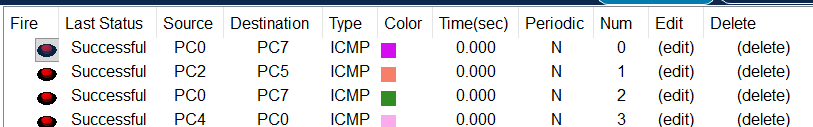 Fire Last Status Source Destination Type Color Time(sec) Periodic Num Edit Delete
Successful PC0 PC7 ICMP 0.000 N 0 (edit) (delete)
Successful PC2 PC5 ICMP 0.000 N 1 (edit) (delete)
Successful PC0 PC7 ICMP 0.000 N 2 (edit) (delete)
Successful PC4 PC0 ICMP 0.000 N 3 (edit) (delete)